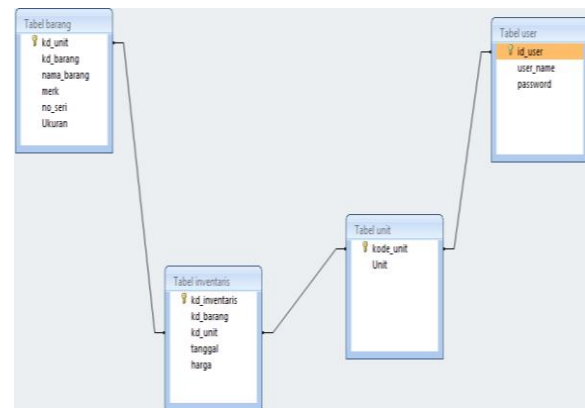 Tabel barang
kd_unit
kd_barang
nama_barang
merk
no_seri
Ukuran
Tabel user
id_user
user_name
password
Tabel unit
kode_unit
Unit
Tabel inventaris
kd_inventaris
kd_barang
kd_unit
tanggal
harga